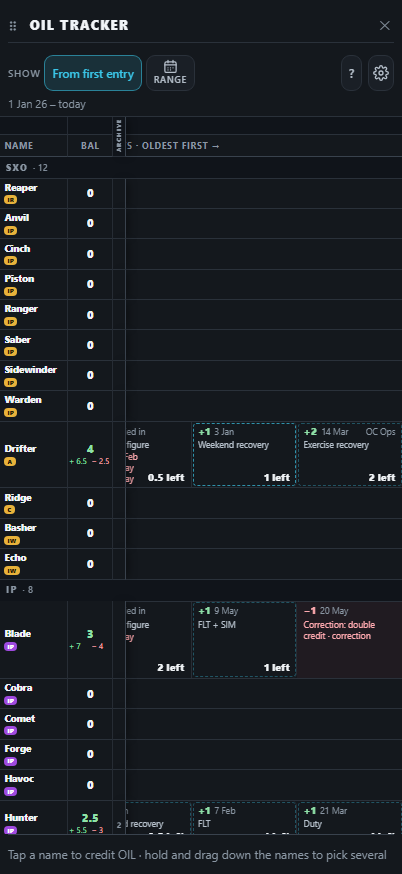 OIL TRACKER
SHOW
From first entry
RANGE
?
1 Jan 26 – today
ARCHIVE
NAME
BAL
S · OLDEST FIRST →
SXO · 12
Reaper
IR
0
Anvil
IP
0
Cinch
IP
0
Piston
IP
0
Ranger
IP
0
Saber
IP
0
Sidewinder
IP
0
Warden
IP
0
Drifter
A
4
+ 6.5 − 2.5
ed in
figure
Feb
ay
ay
0.5 left
+1 3 Jan
Weekend recovery
1 left
+2 14 Mar OC Ops
Exercise recovery
2 left
Ridge
C
0
Basher
IW
0
Echo
IW
0
IP · 8
Blade
IP
3
+ 7 − 4
ed in
figure
ay
2 left
+1 9 May
FLT + SIM
1 left
−1 20 May
Correction: double
credit · correction
Cobra
IP
0
Comet
IP
0
Forge
IP
0
Havoc
IP
0
Hunter
IP
2.5
+ 5.5 − 3
2
recovery
+1 7 Feb
FLT
+1 21 Mar
Duty
Tap a name to credit OIL · hold and drag down the names to pick several